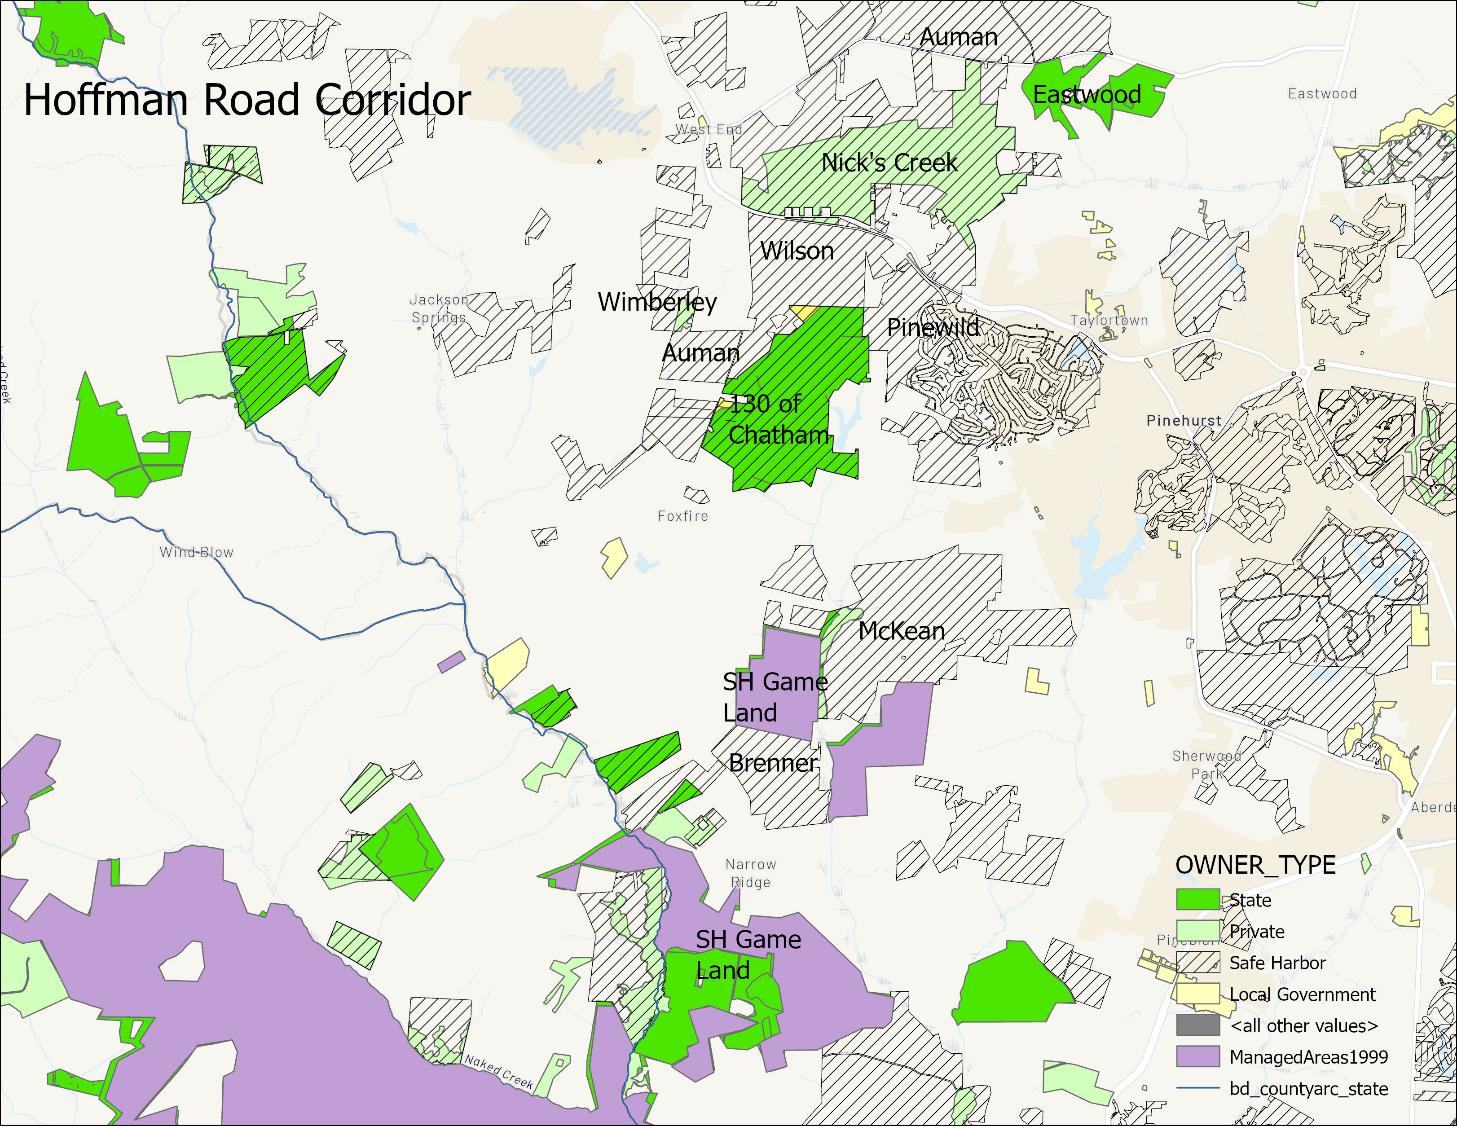 Auman
Hoffman Road Corridor
Eastwood
Eastwood
West End
Nick's Creek
Wilson
Jackson
Springs
Wimberley
Pinewild
Taylortown
Auman
130 of
Chatham
Pinehurst
Foxfire
Wind Blow
McKean
SH Game
Land
Brenner
Sherwood
Park
Aberde
Narrow
Ridge
SH Game
Land
Naked Creek
OWNER_TYPE
State
Private
Safe Harbor
Local Government
<all other values>
ManagedAreas1999
bd_countyarc_state